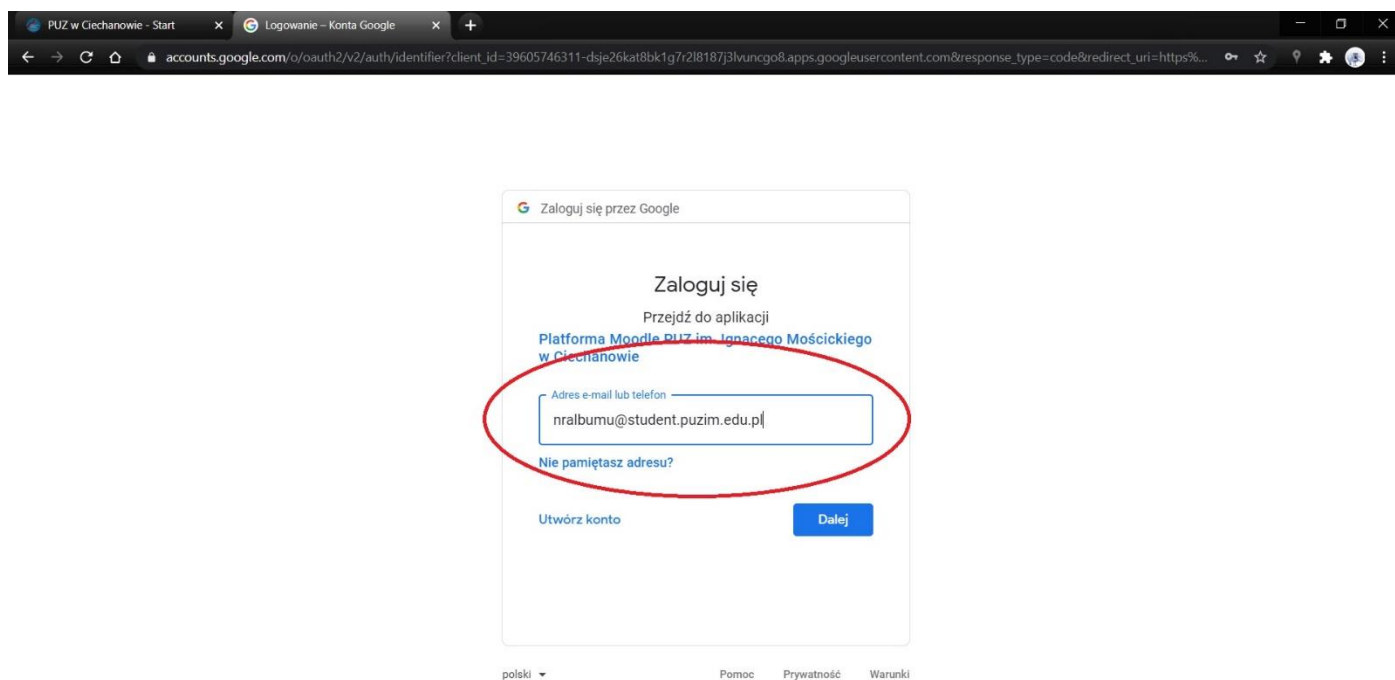 PUZ w Ciechanowie - Start
Logowanie – Konta Google
accounts.google.com/o/oauth2/v2/auth/identifier?client_id=39605746311-dsje26kat8bk1g7r2l8187j3lvuncgo8.apps.googleusercontent.com&response_type=code&redirect_uri=https%...
Zaloguj się przez Google
Zaloguj się
Przejdź do aplikacji
Platforma Moodle PUZ im. Ignacego Mościckiego
w Ciechanowie
Adres e-mail lub telefon
nralbumu@student.puzim.edu.pl
Nie pamiętasz adresu?
Utwórz konto Dalej
polski Pomoc Prywatność Warunki